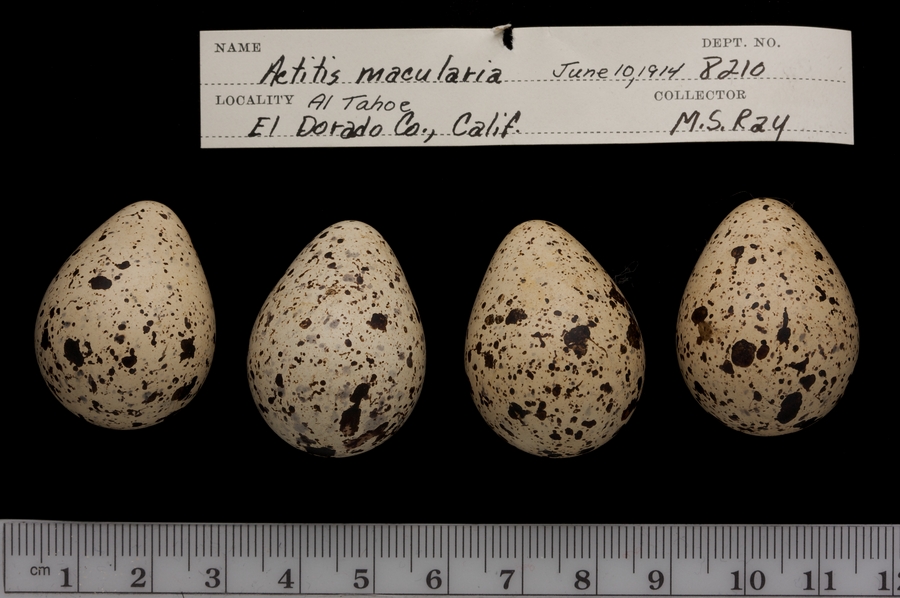 NAME DEPT. NO.
Actitis macularia June 10, 1914 8210
LOCALITY Al Tahoe COLLECTOR
El Dorado Co., Calif. M.S. Ray
cm 1 2 3 4 5 6 7 8 9 10 11